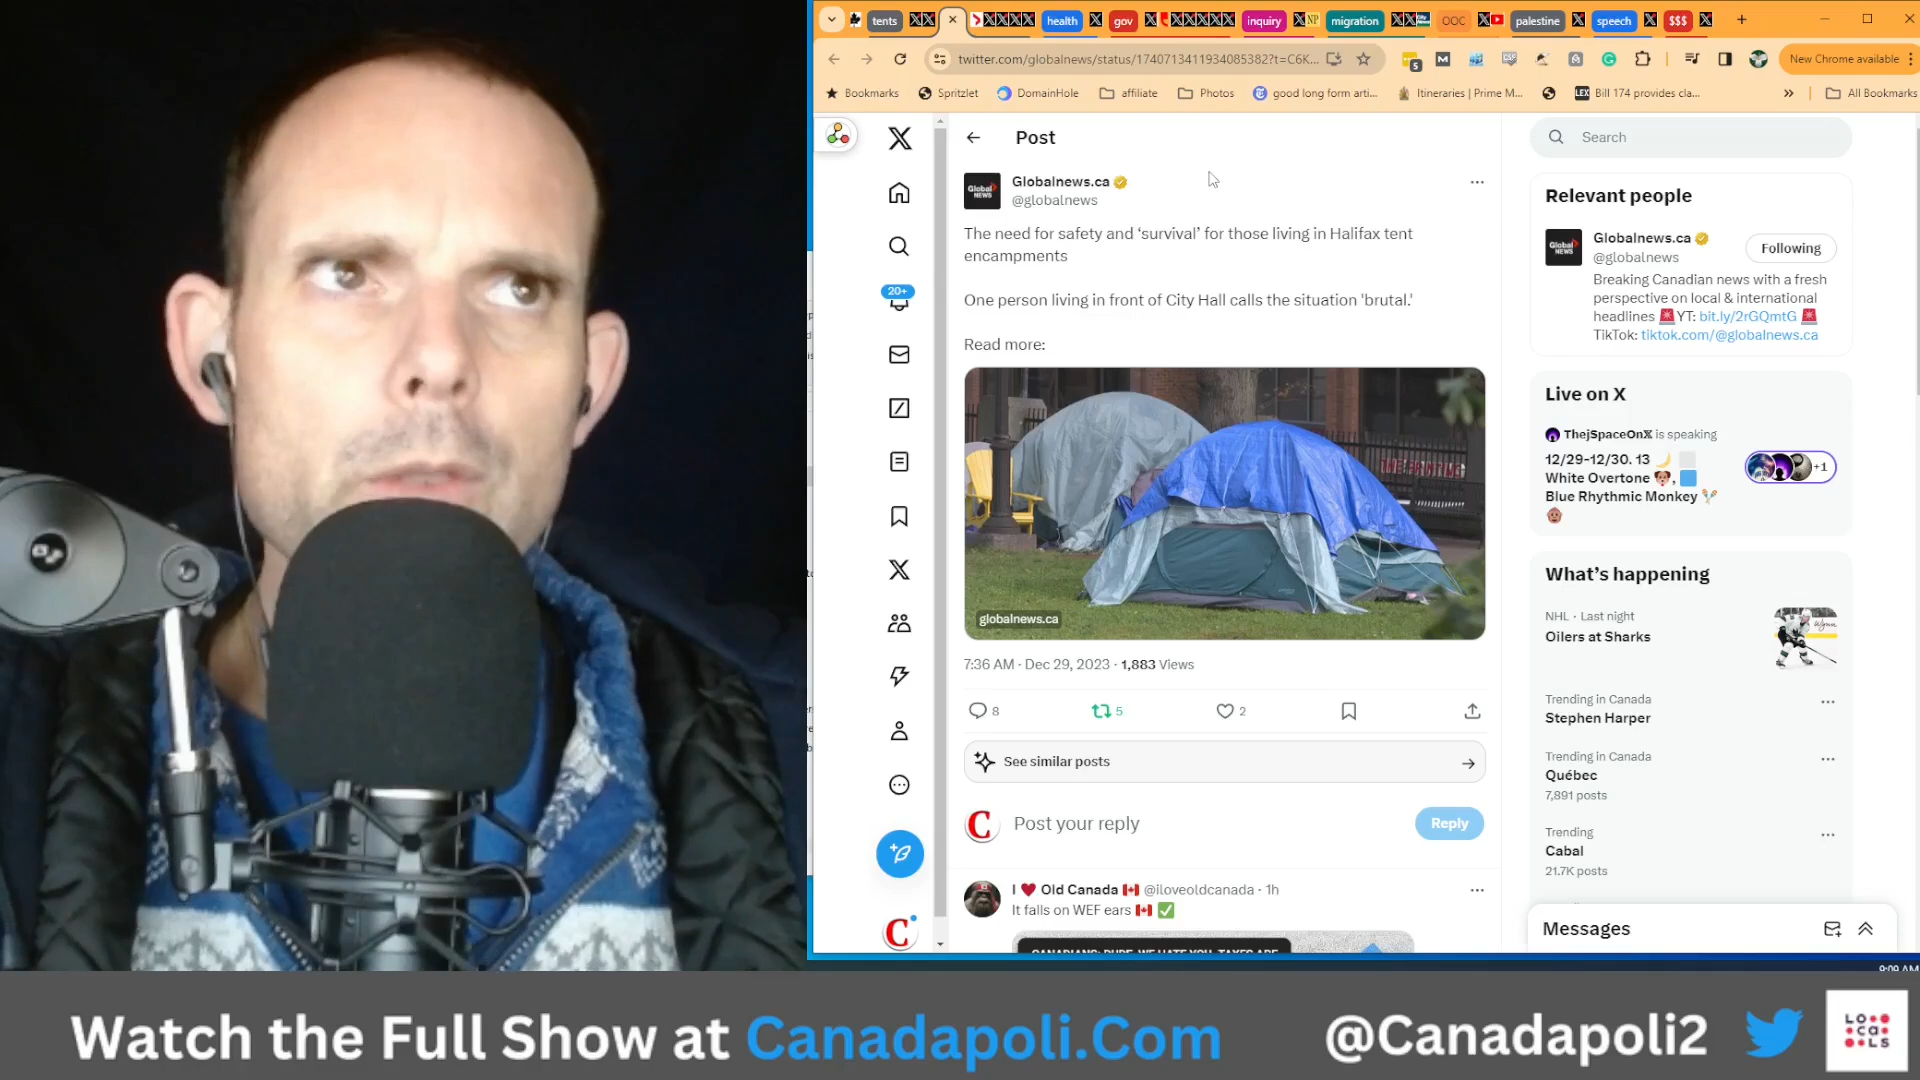 tents
health
gov
inquiry
NP
migration
OOC
palestine
speech
$$$
twitter.com/globalnews/status/1740713411934085382?t=C6K...
New Chrome available
Bookmarks
Spritzlet
DomainHole
affiliate
Photos
good long form arti...
Itineraries | Prime M...
Bill 174 provides cla...
All Bookmarks
Post
Globalnews.ca
@globalnews
The need for safety and ‘survival’ for those living in Halifax tent
encampments
One person living in front of City Hall calls the situation 'brutal.'
Read more:
globalnews.ca
7:36 AM · Dec 29, 2023 · 1,883 Views
8
5
2
See similar posts
Post your reply
Reply
I ❤️ Old Canada 🇨🇦 @iloveoldcanada · 1h
It falls on WEF ears 🇨🇦 ✅
20+
Search
Relevant people
Globalnews.ca
@globalnews
Following
Breaking Canadian news with a fresh
perspective on local & international
headlines 🚨YT: bit.ly/2rGQmtG 🚨
TikTok: tiktok.com/@globalnews.ca
Live on X
ThejSpaceOnX is speaking
12/29-12/30. 13
White Overtone
Blue Rhythmic Monkey
+1
What’s happening
NHL · Last night
Oilers at Sharks
Trending in Canada
Stephen Harper
Trending in Canada
Québec
7,891 posts
Trending
Cabal
21.7K posts
Messages
9:09 AM
Watch the Full Show at Canadapoli.Com
@Canadapoli2
LO
ca
LS